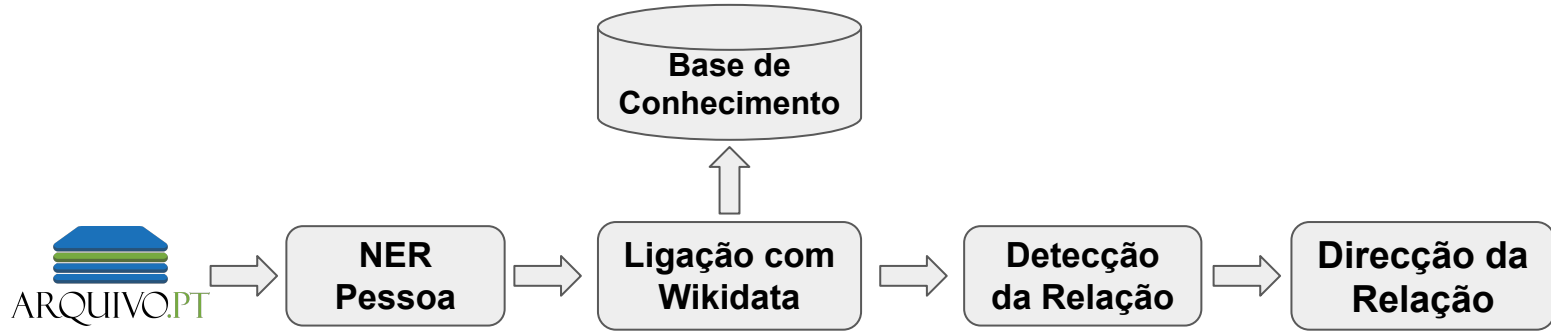 Base de
Conhecimento
ARQUIVO.PT
NER
Pessoa
Ligação com
Wikidata
Detecção
da Relação
Direcção da
Relação